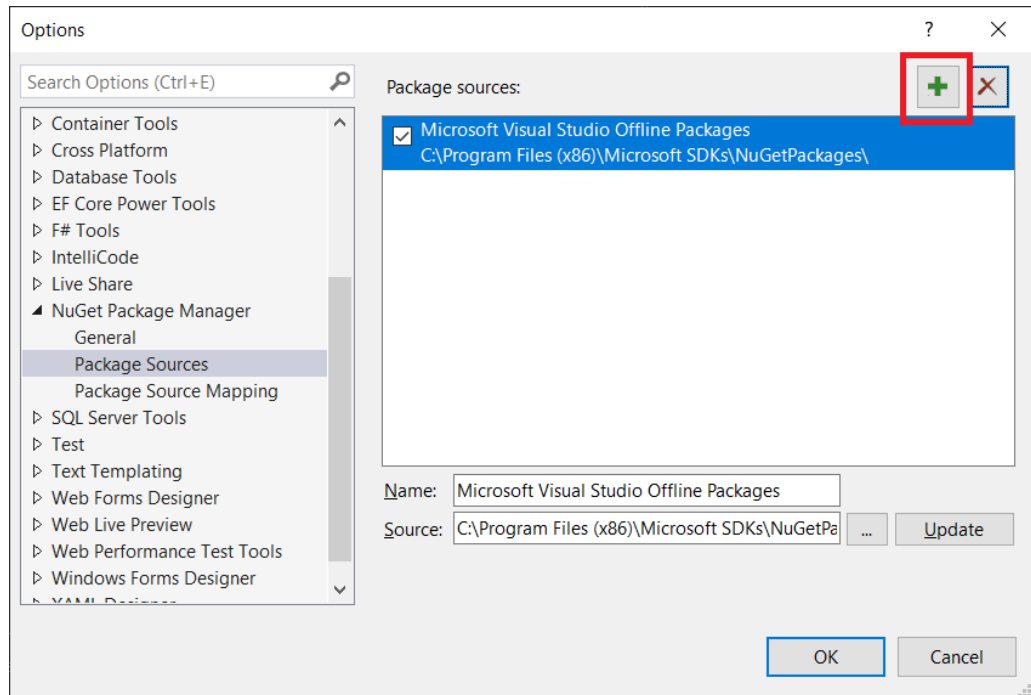 Options
?
Search Options (Ctrl+E)
Package sources:
Container Tools
Cross Platform
Database Tools
EF Core Power Tools
F# Tools
IntelliCode
Live Share
NuGet Package Manager
General
Package Sources
Package Source Mapping
SQL Server Tools
Test
Text Templating
Web Forms Designer
Web Live Preview
Web Performance Test Tools
Windows Forms Designer
XAML Designer
Microsoft Visual Studio Offline Packages
C:\Program Files (x86)\Microsoft SDKs\NuGetPackages\
Name: Microsoft Visual Studio Offline Packages
Source: C:\Program Files (x86)\Microsoft SDKs\NuGetPa ... Update
OK Cancel